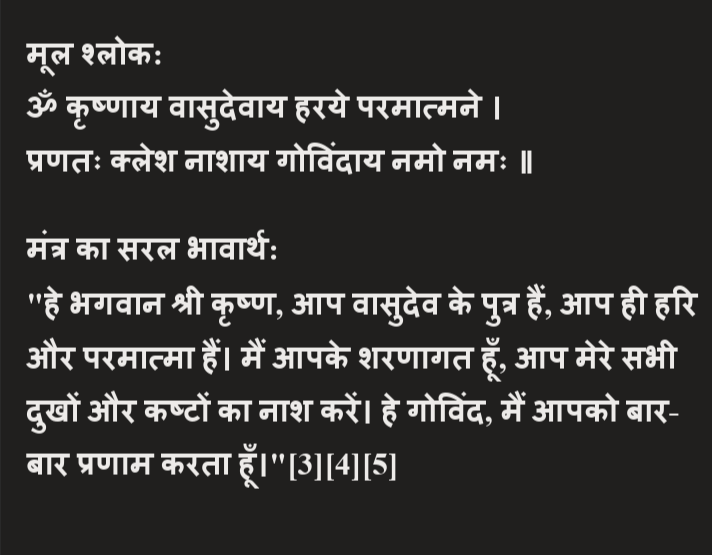 मूल श्लोक:
ॐ कृष्णाय वासुदेवाय हरये परमात्मने ।
प्रणतः क्लेश नाशाय गोविंदाय नमो नमः ॥
मंत्र का सरल भावार्थ:
"हे भगवान श्री कृष्ण, आप वासुदेव के पुत्र हैं, आप ही हरि
और परमात्मा हैं। मैं आपके शरणागत हूँ, आप मेरे सभी
दुखों और कष्टों का नाश करें। हे गोविंद, मैं आपको बार-
बार प्रणाम करता हूँ।"[3][4][5]